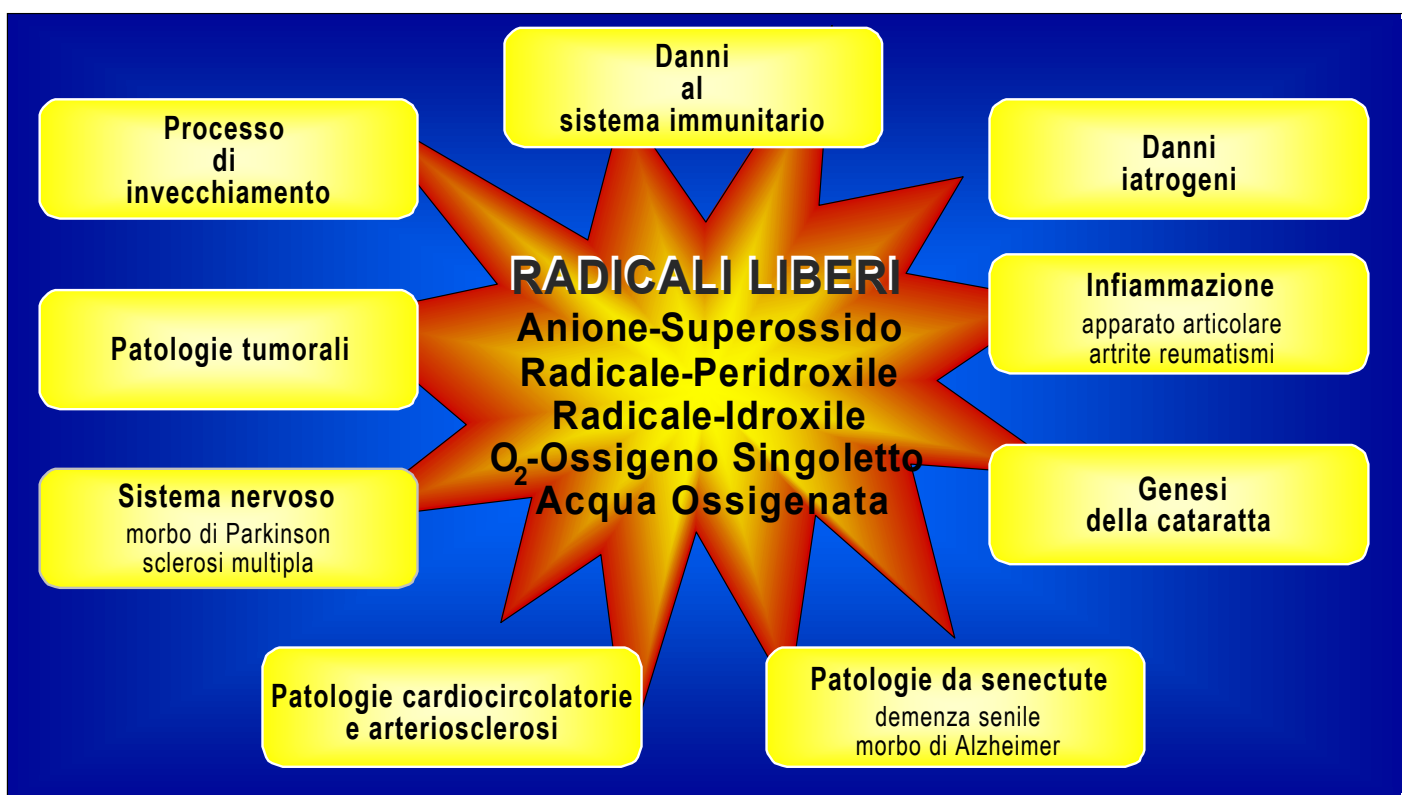 Danni
al
sistema immunitario
Processo
di
invecchiamento
Danni
iatrogeni
RADICALI LIBERI
Anione-Superossido
Radicale-Peridroxile
Radicale-Idroxile
O₂-Ossigeno Singoletto
Acqua Ossigenata
Infiammazione
apparato articolare
artrite reumatismi
Patologie tumorali
Sistema nervoso
morbo di Parkinson
sclerosi multipla
Genesi
della cataratta
Patologie cardiocircolatorie
e arteriosclerosi
Patologie da senectute
demenza senile
morbo di Alzheimer